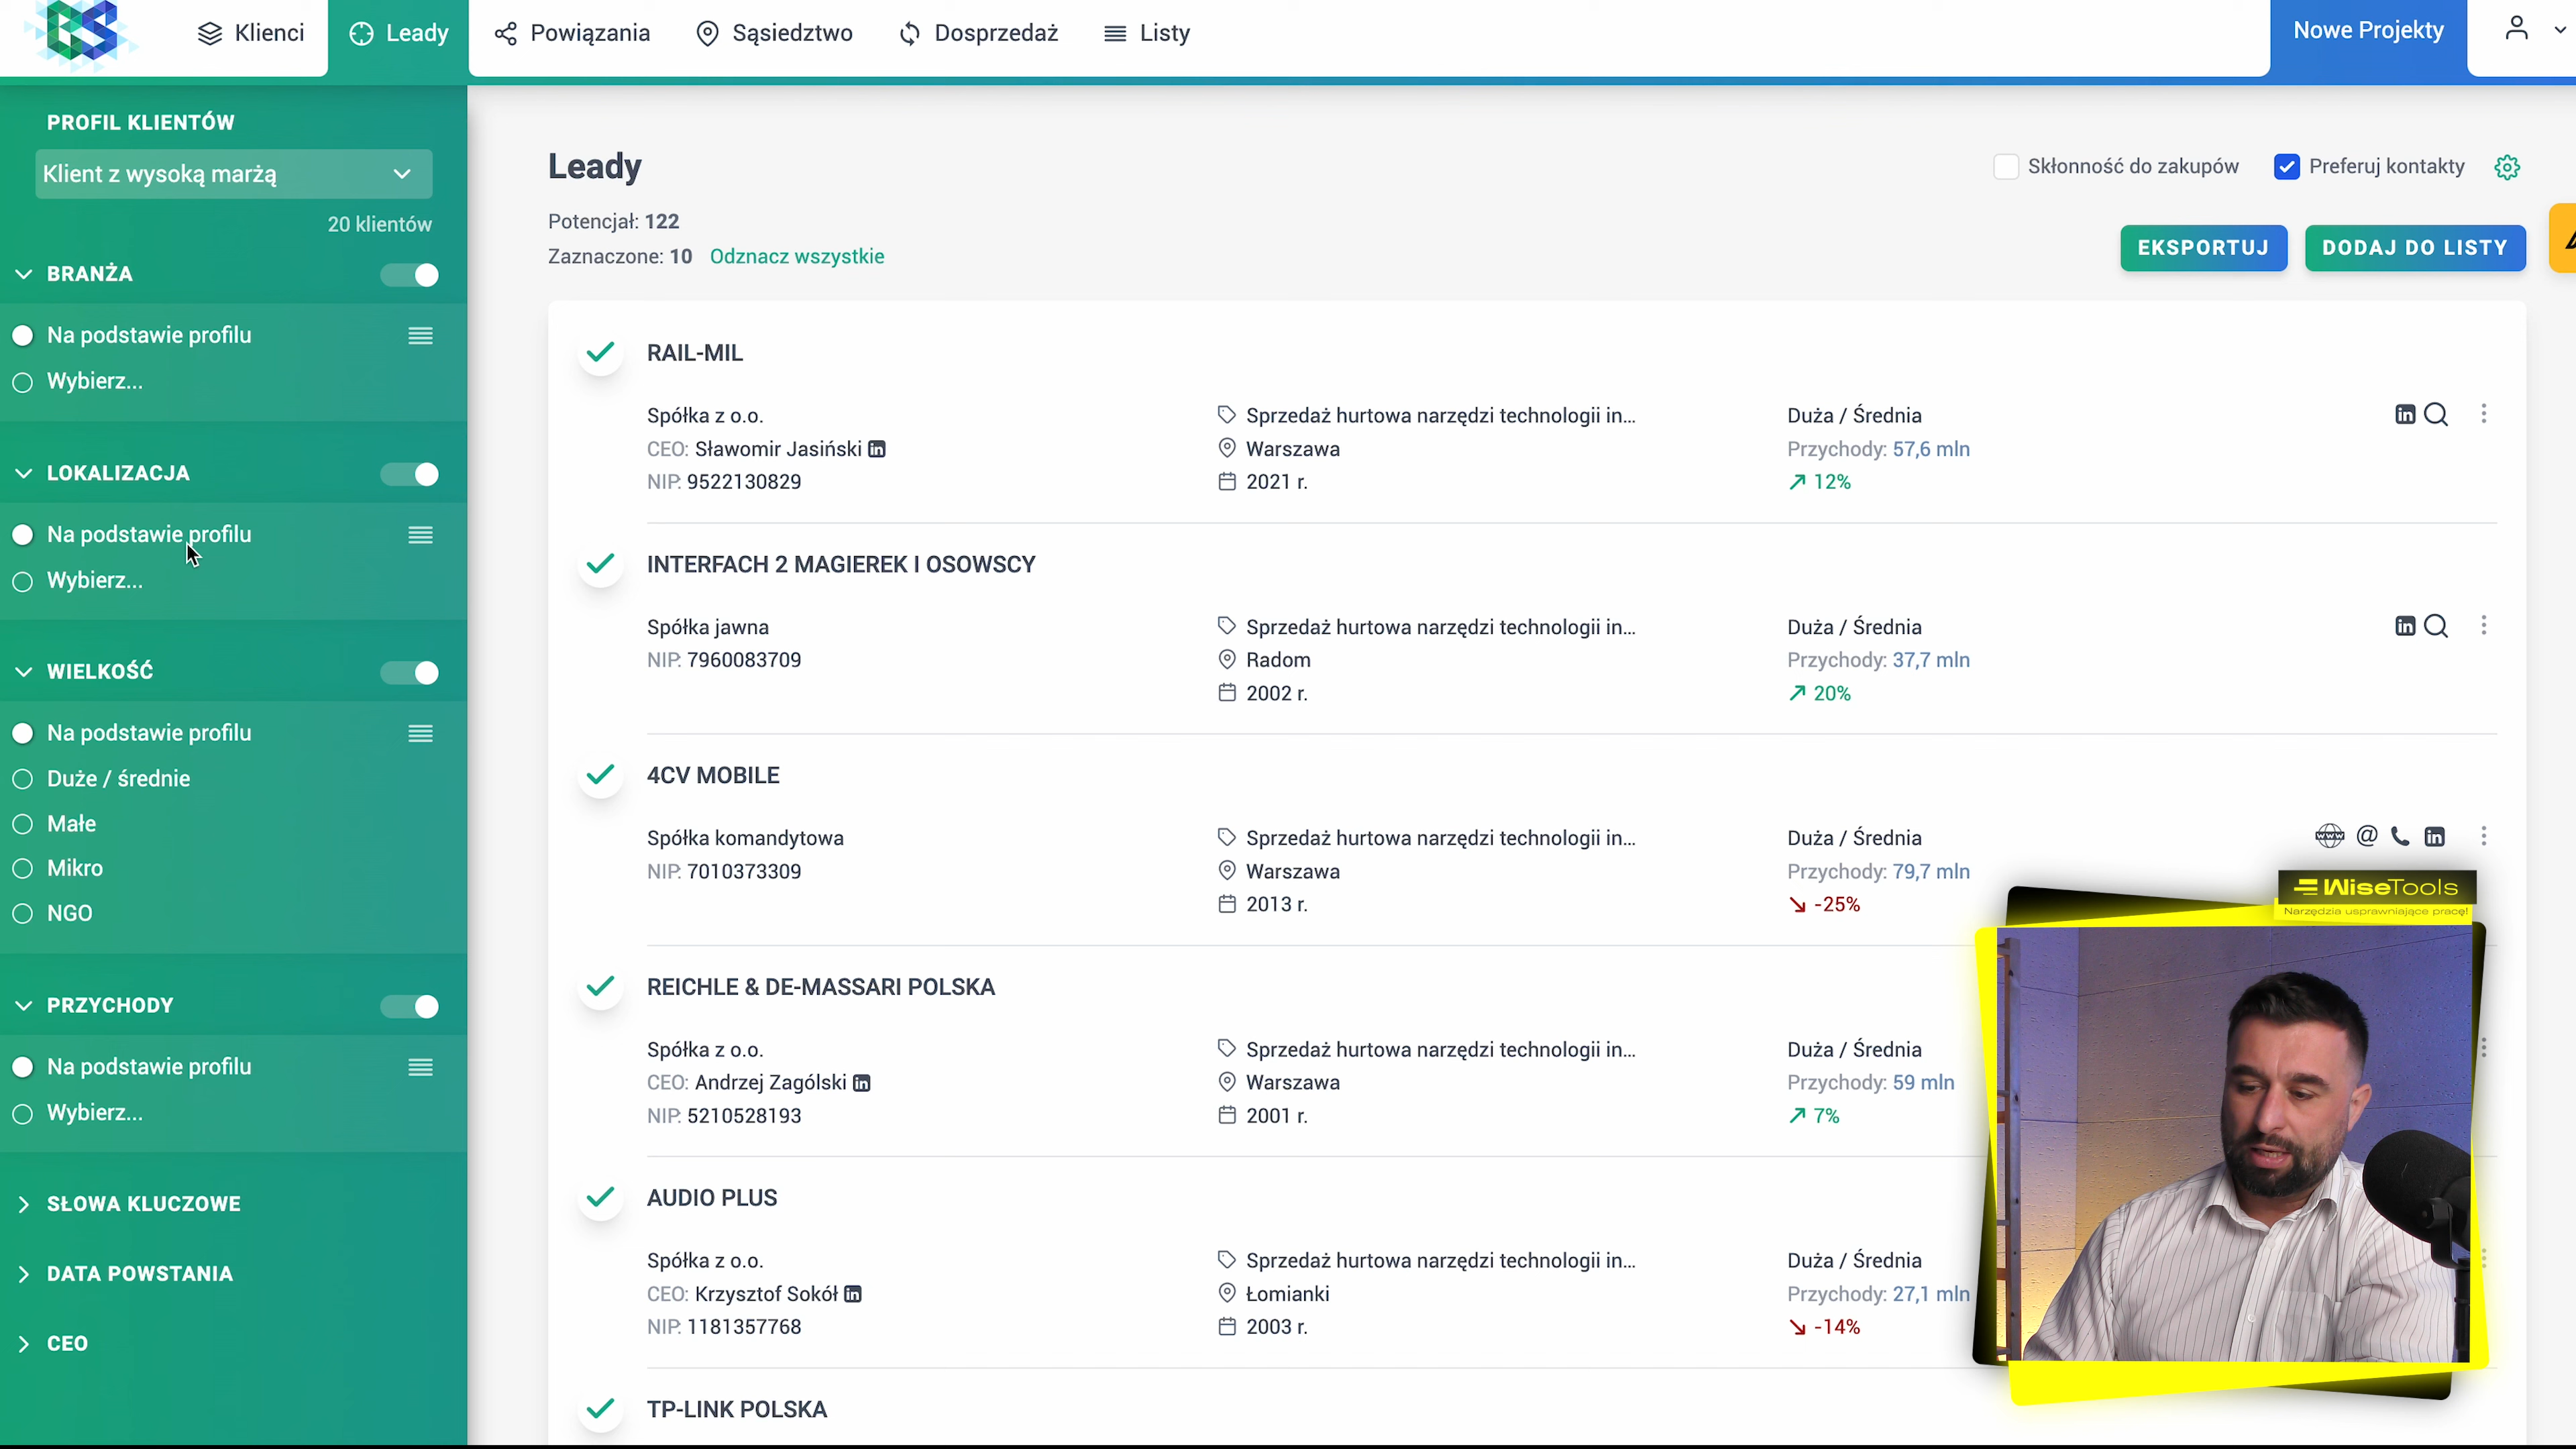 Klienci
Leady
Powiązania
Sąsiedztwo
Dosprzedaż
Listy
Nowe Projekty
PROFIL KLIENTÓW
Klient z wysoką marżą
20 klientów
BRANŻA
Na podstawie profilu
Wybierz...
LOKALIZACJA
Na podstawie profilu
Wybierz...
WIELKOŚĆ
Na podstawie profilu
Duże / średnie
Małe
Mikro
NGO
PRZYCHODY
Na podstawie profilu
Wybierz...
SŁOWA KLUCZOWE
DATA POWSTANIA
CEO
Leady
Skłonność do zakupów
Preferuj kontakty
Potencjał: 122
Zaznaczone: 10 Odznacz wszystkie
EKSPORTUJ
DODAJ DO LISTY
RAIL-MIL
Spółka z o.o.
CEO: Sławomir Jasiński
NIP: 9522130829
Sprzedaż hurtowa narzędzi technologii in...
Warszawa
2021 r.
Duża / Średnia
Przychody: 57,6 mln
12%
INTERFACH 2 MAGIEREK I OSOWSCY
Spółka jawna
NIP: 7960083709
Sprzedaż hurtowa narzędzi technologii in...
Radom
2002 r.
Duża / Średnia
Przychody: 37,7 mln
20%
4CV MOBILE
Spółka komandytowa
NIP: 7010373309
Sprzedaż hurtowa narzędzi technologii in...
Warszawa
2013 r.
Duża / Średnia
Przychody: 79,7 mln
-25%
REICHLE & DE-MASSARI POLSKA
Spółka z o.o.
CEO: Andrzej Zagólski
NIP: 5210528193
Sprzedaż hurtowa narzędzi technologii in...
Warszawa
2001 r.
Duża / Średnia
Przychody: 59 mln
7%
AUDIO PLUS
Spółka z o.o.
CEO: Krzysztof Sokół
NIP: 1181357768
Sprzedaż hurtowa narzędzi technologii in...
Łomianki
2003 r.
Duża / Średnia
Przychody: 27,1 mln
-14%
TP-LINK POLSKA
WiseTools
Narzędzia usprawniające pracę!